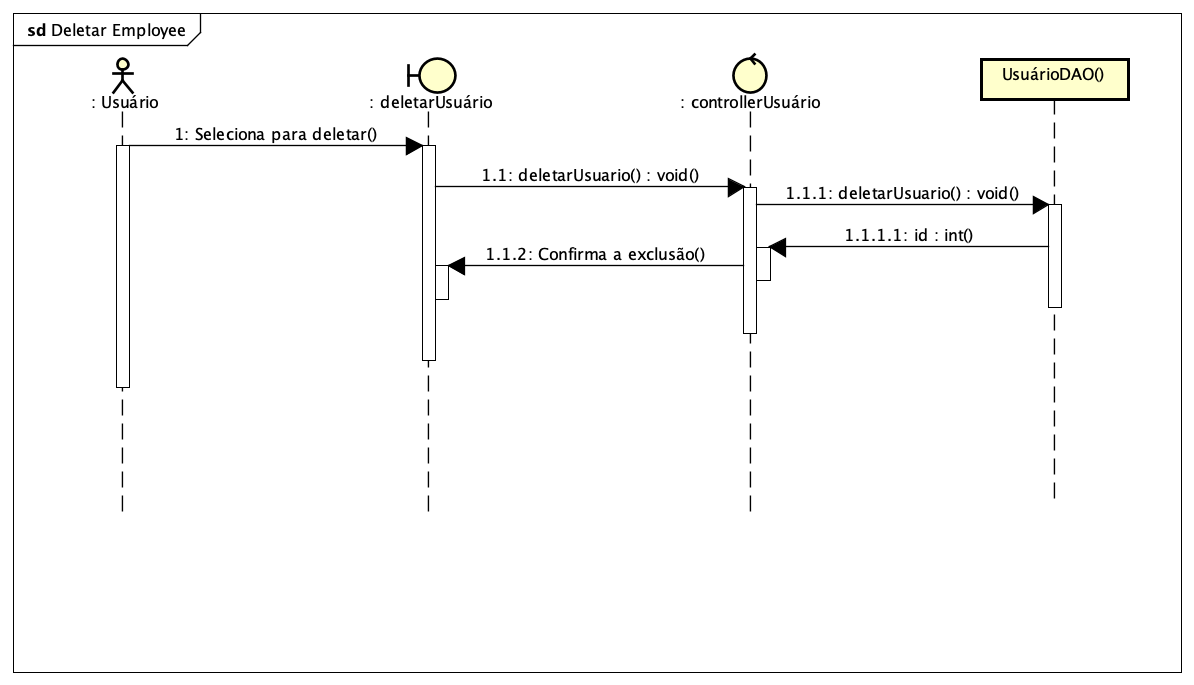 sd Deletar Employee
: Usuário
: deletarUsuário
: controllerUsuário
UsuárioDAO()
1: Seleciona para deletar()
1.1: deletarUsuario() : void()
1.1.1: deletarUsuario() : void()
1.1.1.1: id : int()
1.1.2: Confirma a exclusão()